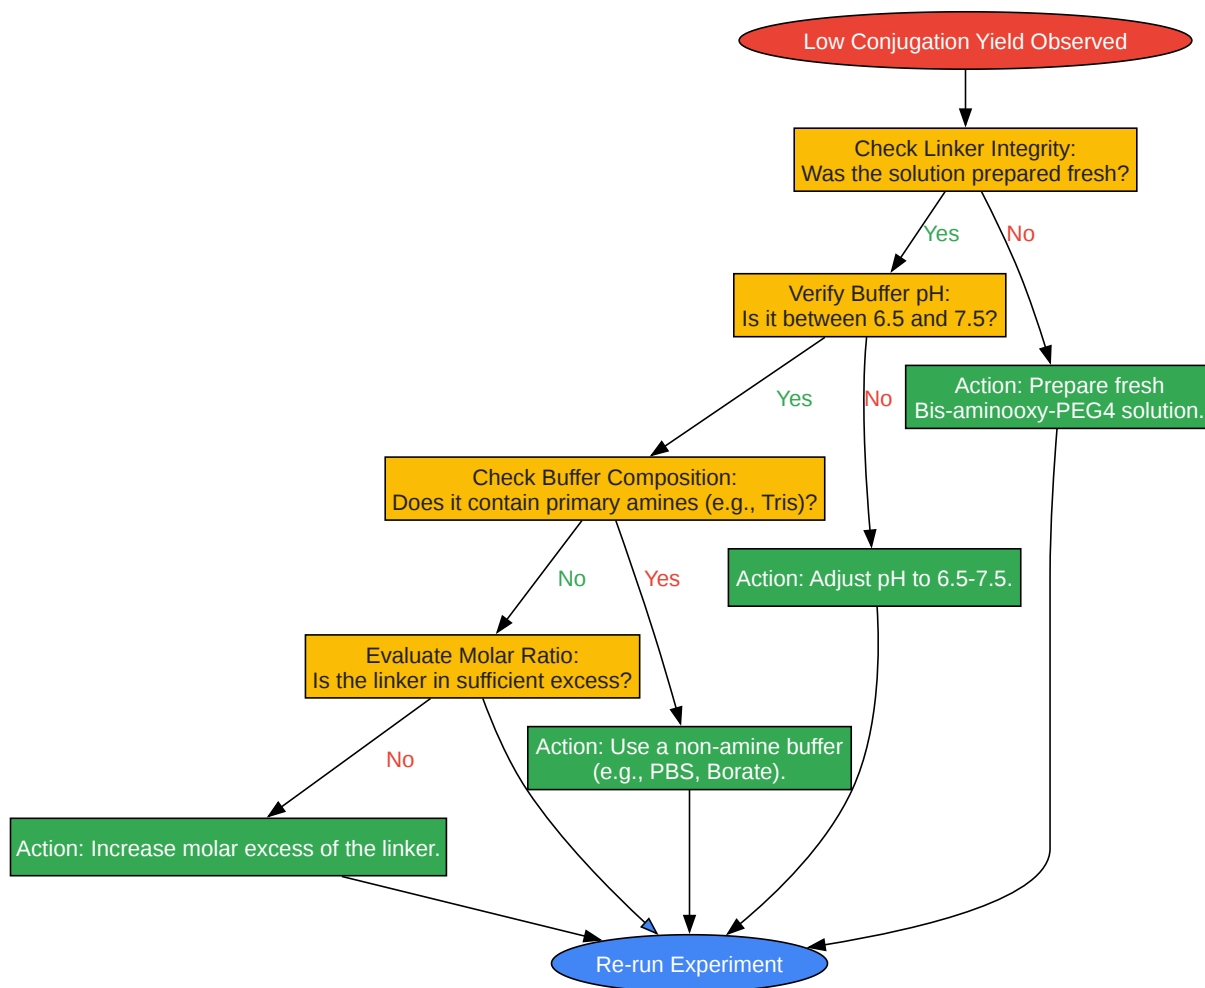 Low Conjugation Yield Observed
Check Linker Integrity:
Was the solution prepared fresh?
Yes
No
Verify Buffer pH:
Is it between 6.5 and 7.5?
Action: Prepare fresh
Bis-aminooxy-PEG4 solution.
Yes
No
Check Buffer Composition:
Does it contain primary amines (e.g., Tris)?
Action: Adjust pH to 6.5-7.5.
No
Yes
Evaluate Molar Ratio:
Is the linker in sufficient excess?
Action: Use a non-amine buffer
(e.g., PBS, Borate).
No
Action: Increase molar excess of the linker.
Re-run Experiment